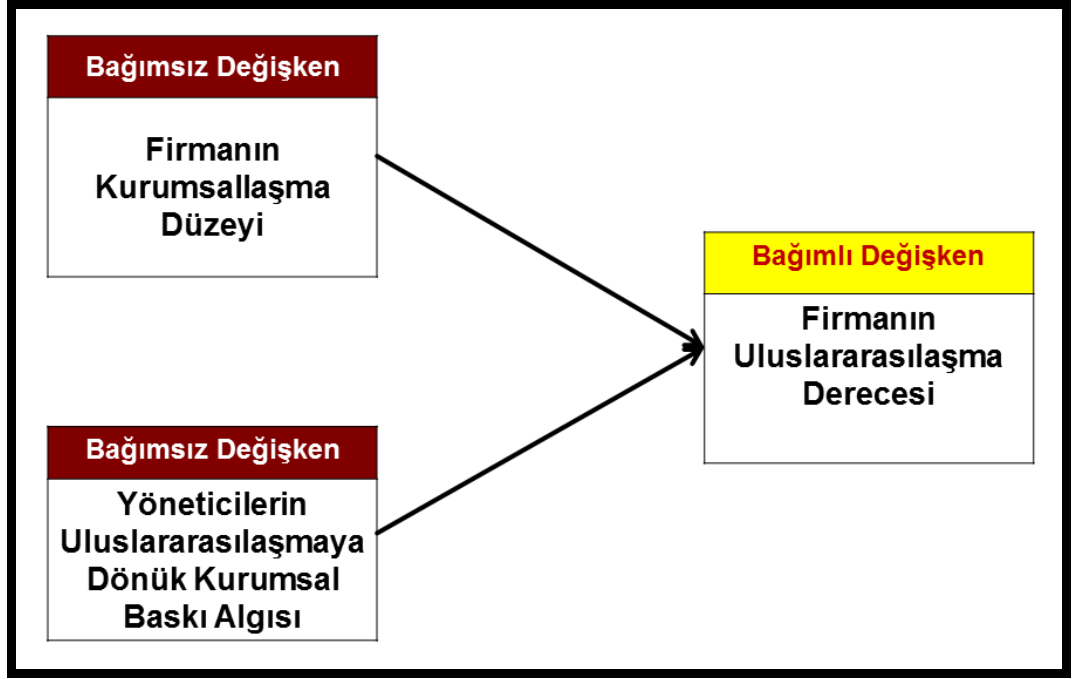 Bağımsız Değişken
Firmanın
Kurumsallaşma
Düzeyi
Bağımlı Değişken
Firmanın
Uluslararasılaşma
Derecesi
Bağımsız Değişken
Yöneticilerin
Uluslararasılaşmaya
Dönük Kurumsal
Baskı Algısı